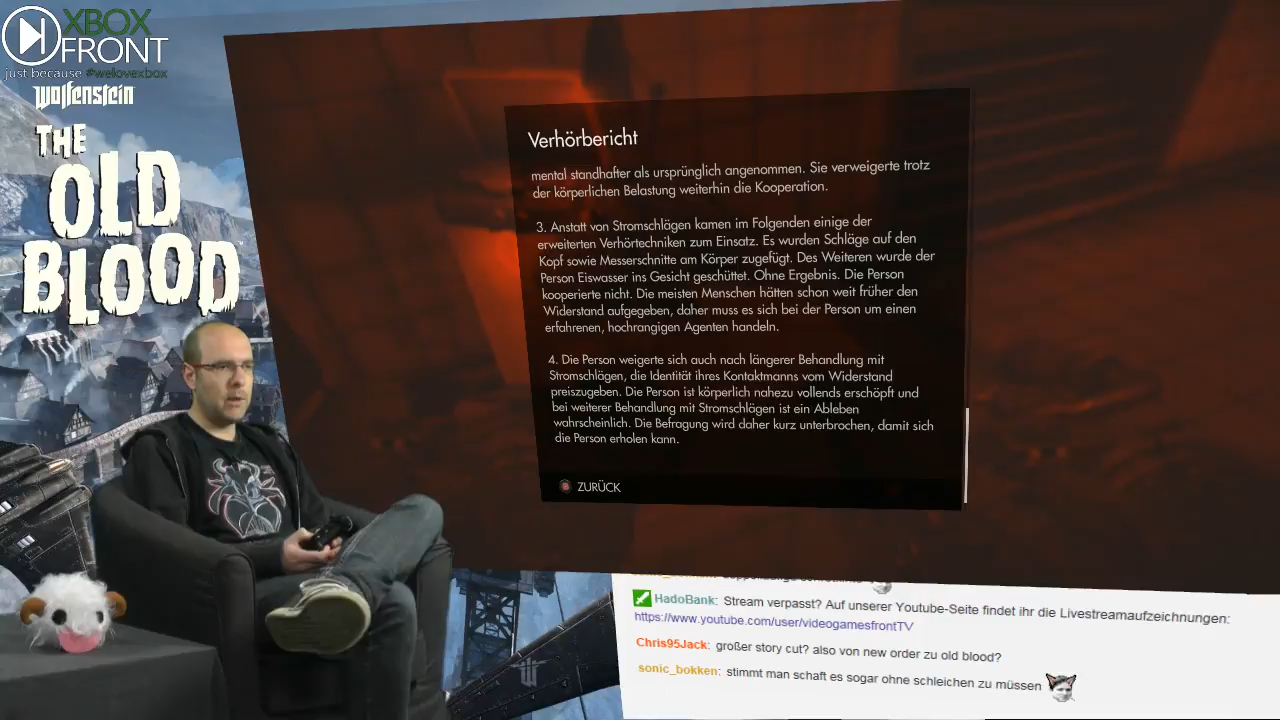 XBOX
FRONT
just because #welovexbox
Wolfenstein
THE
OLD
BLOOD™
Verhörbericht
mental standhafter als ursprünglich angenommen. Sie verweigerte trotz
der körperlichen Belastung weiterhin die Kooperation.
3. Anstatt von Stromschlägen kamen im Folgenden einige der
erweiterten Verhörtechniken zum Einsatz. Es wurden Schläge auf den
Kopf sowie Messerschnitte am Körper zugefügt. Des Weiteren wurde der
Person Eiswasser ins Gesicht geschüttet. Ohne Ergebnis. Die Person
kooperierte nicht. Die meisten Menschen hätten schon weit früher den
Widerstand aufgegeben, daher muss es sich bei der Person um einen
erfahrenen, hochrangigen Agenten handeln.
4. Die Person weigerte sich auch nach längerer Behandlung mit
Stromschlägen, die Identität ihres Kontaktmanns vom Widerstand
preiszugeben. Die Person ist körperlich nahezu vollends erschöpft und
bei weiterer Behandlung mit Stromschlägen ist ein Ableben
wahrscheinlich. Die Befragung wird daher kurz unterbrochen, damit sich
die Person erholen kann.
ZURÜCK
HadoBank: Stream verpasst? Auf unserer Youtube-Seite findet ihr die Livestreamaufzeichnungen:
https://www.youtube.com/user/videogamesfrontTV
Chris95Jack: großer story cut? also von new order zu old blood?
sonic_bokken: stimmt man schaft es sogar ohne schleichen zu müssen